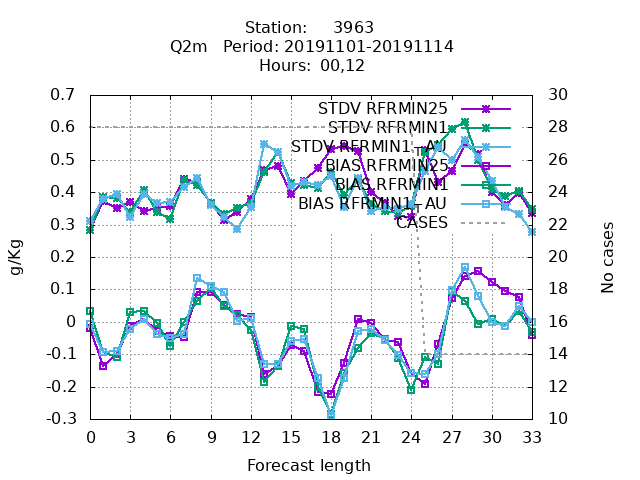 Station: 3963
Q2m Period: 20191101-20191114
Hours: 00,12
0.7
0.6
0.5
0.4
0.3
0.2
0.1
0
-0.1
-0.2
-0.3
g/Kg
STDV RFRMIN25
STDV RFRMIN1
STDV RFRMIN1_AU
BIAS RFRMIN25
BIAS RFRMIN1
BIAS RFRMIN1_AU
CASES
30
28
26
24
22
20
18
16
14
12
10
No cases
0 3 6 9 12 15 18 21 24 27 30 33
Forecast length